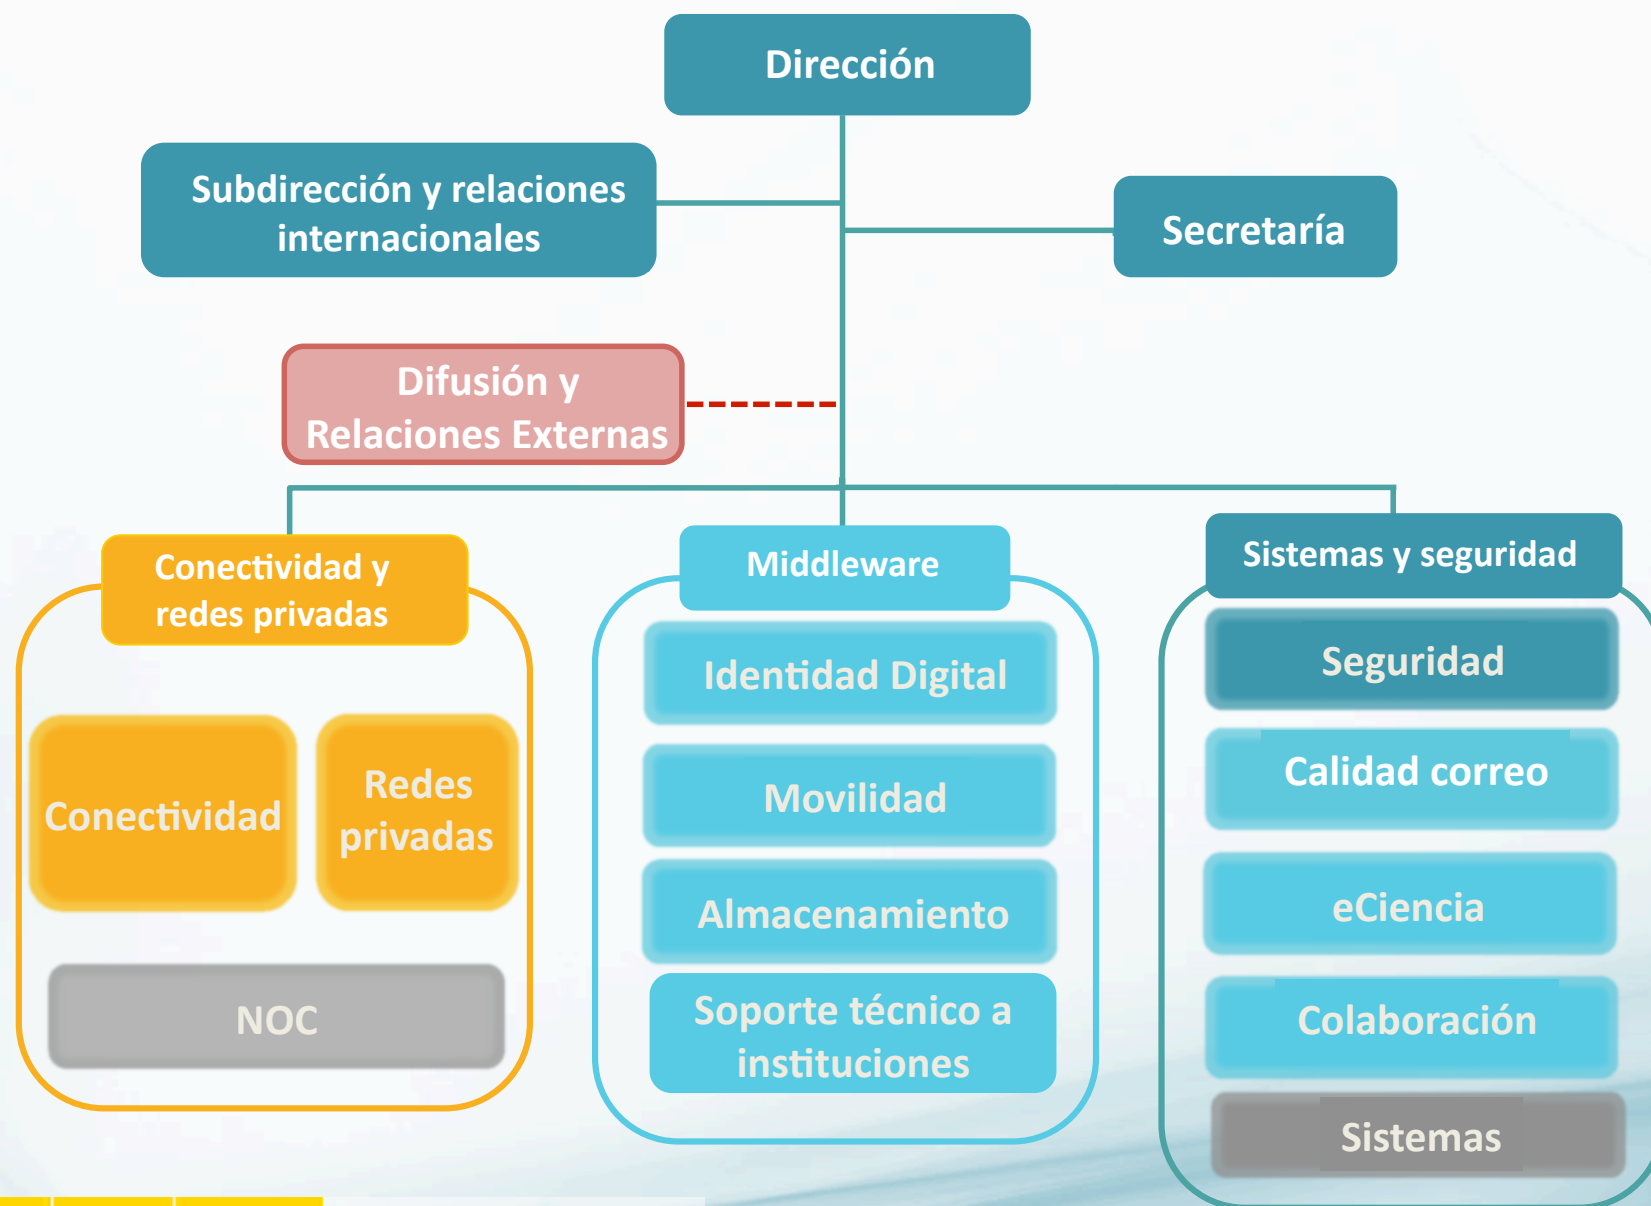 Dirección
Subdirección y relaciones
internacionales
Secretaría
Difusión y
Relaciones Externas
Conectividad y
redes privadas
Middleware
Sistemas y seguridad
Conectividad
Redes
privadas
NOC
Identidad Digital
Movilidad
Almacenamiento
Soporte técnico a
instituciones
Seguridad
Calidad correo
eCiencia
Colaboración
Sistemas